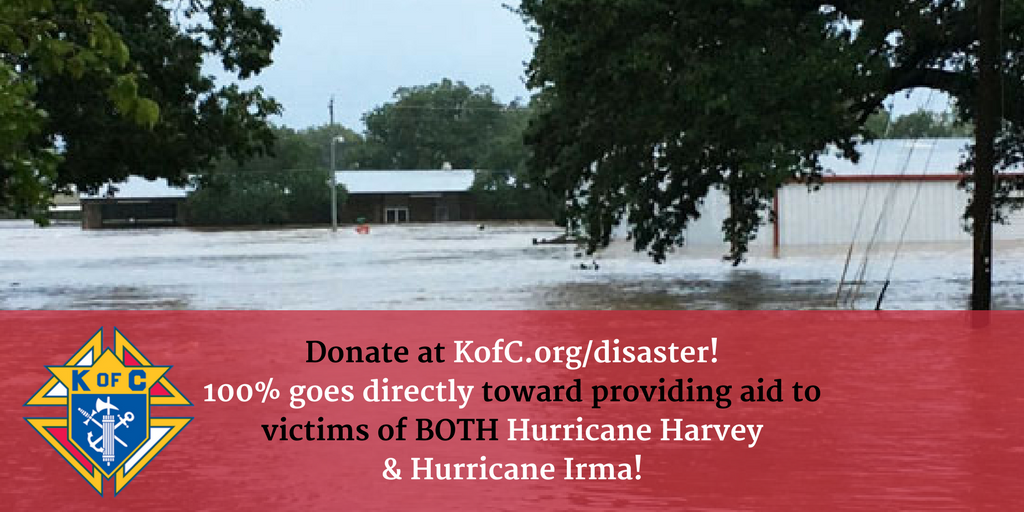 K OF C
Donate at KofC.org/disaster!
100% goes directly toward providing aid to
victims of BOTH Hurricane Harvey
& Hurricane Irma!